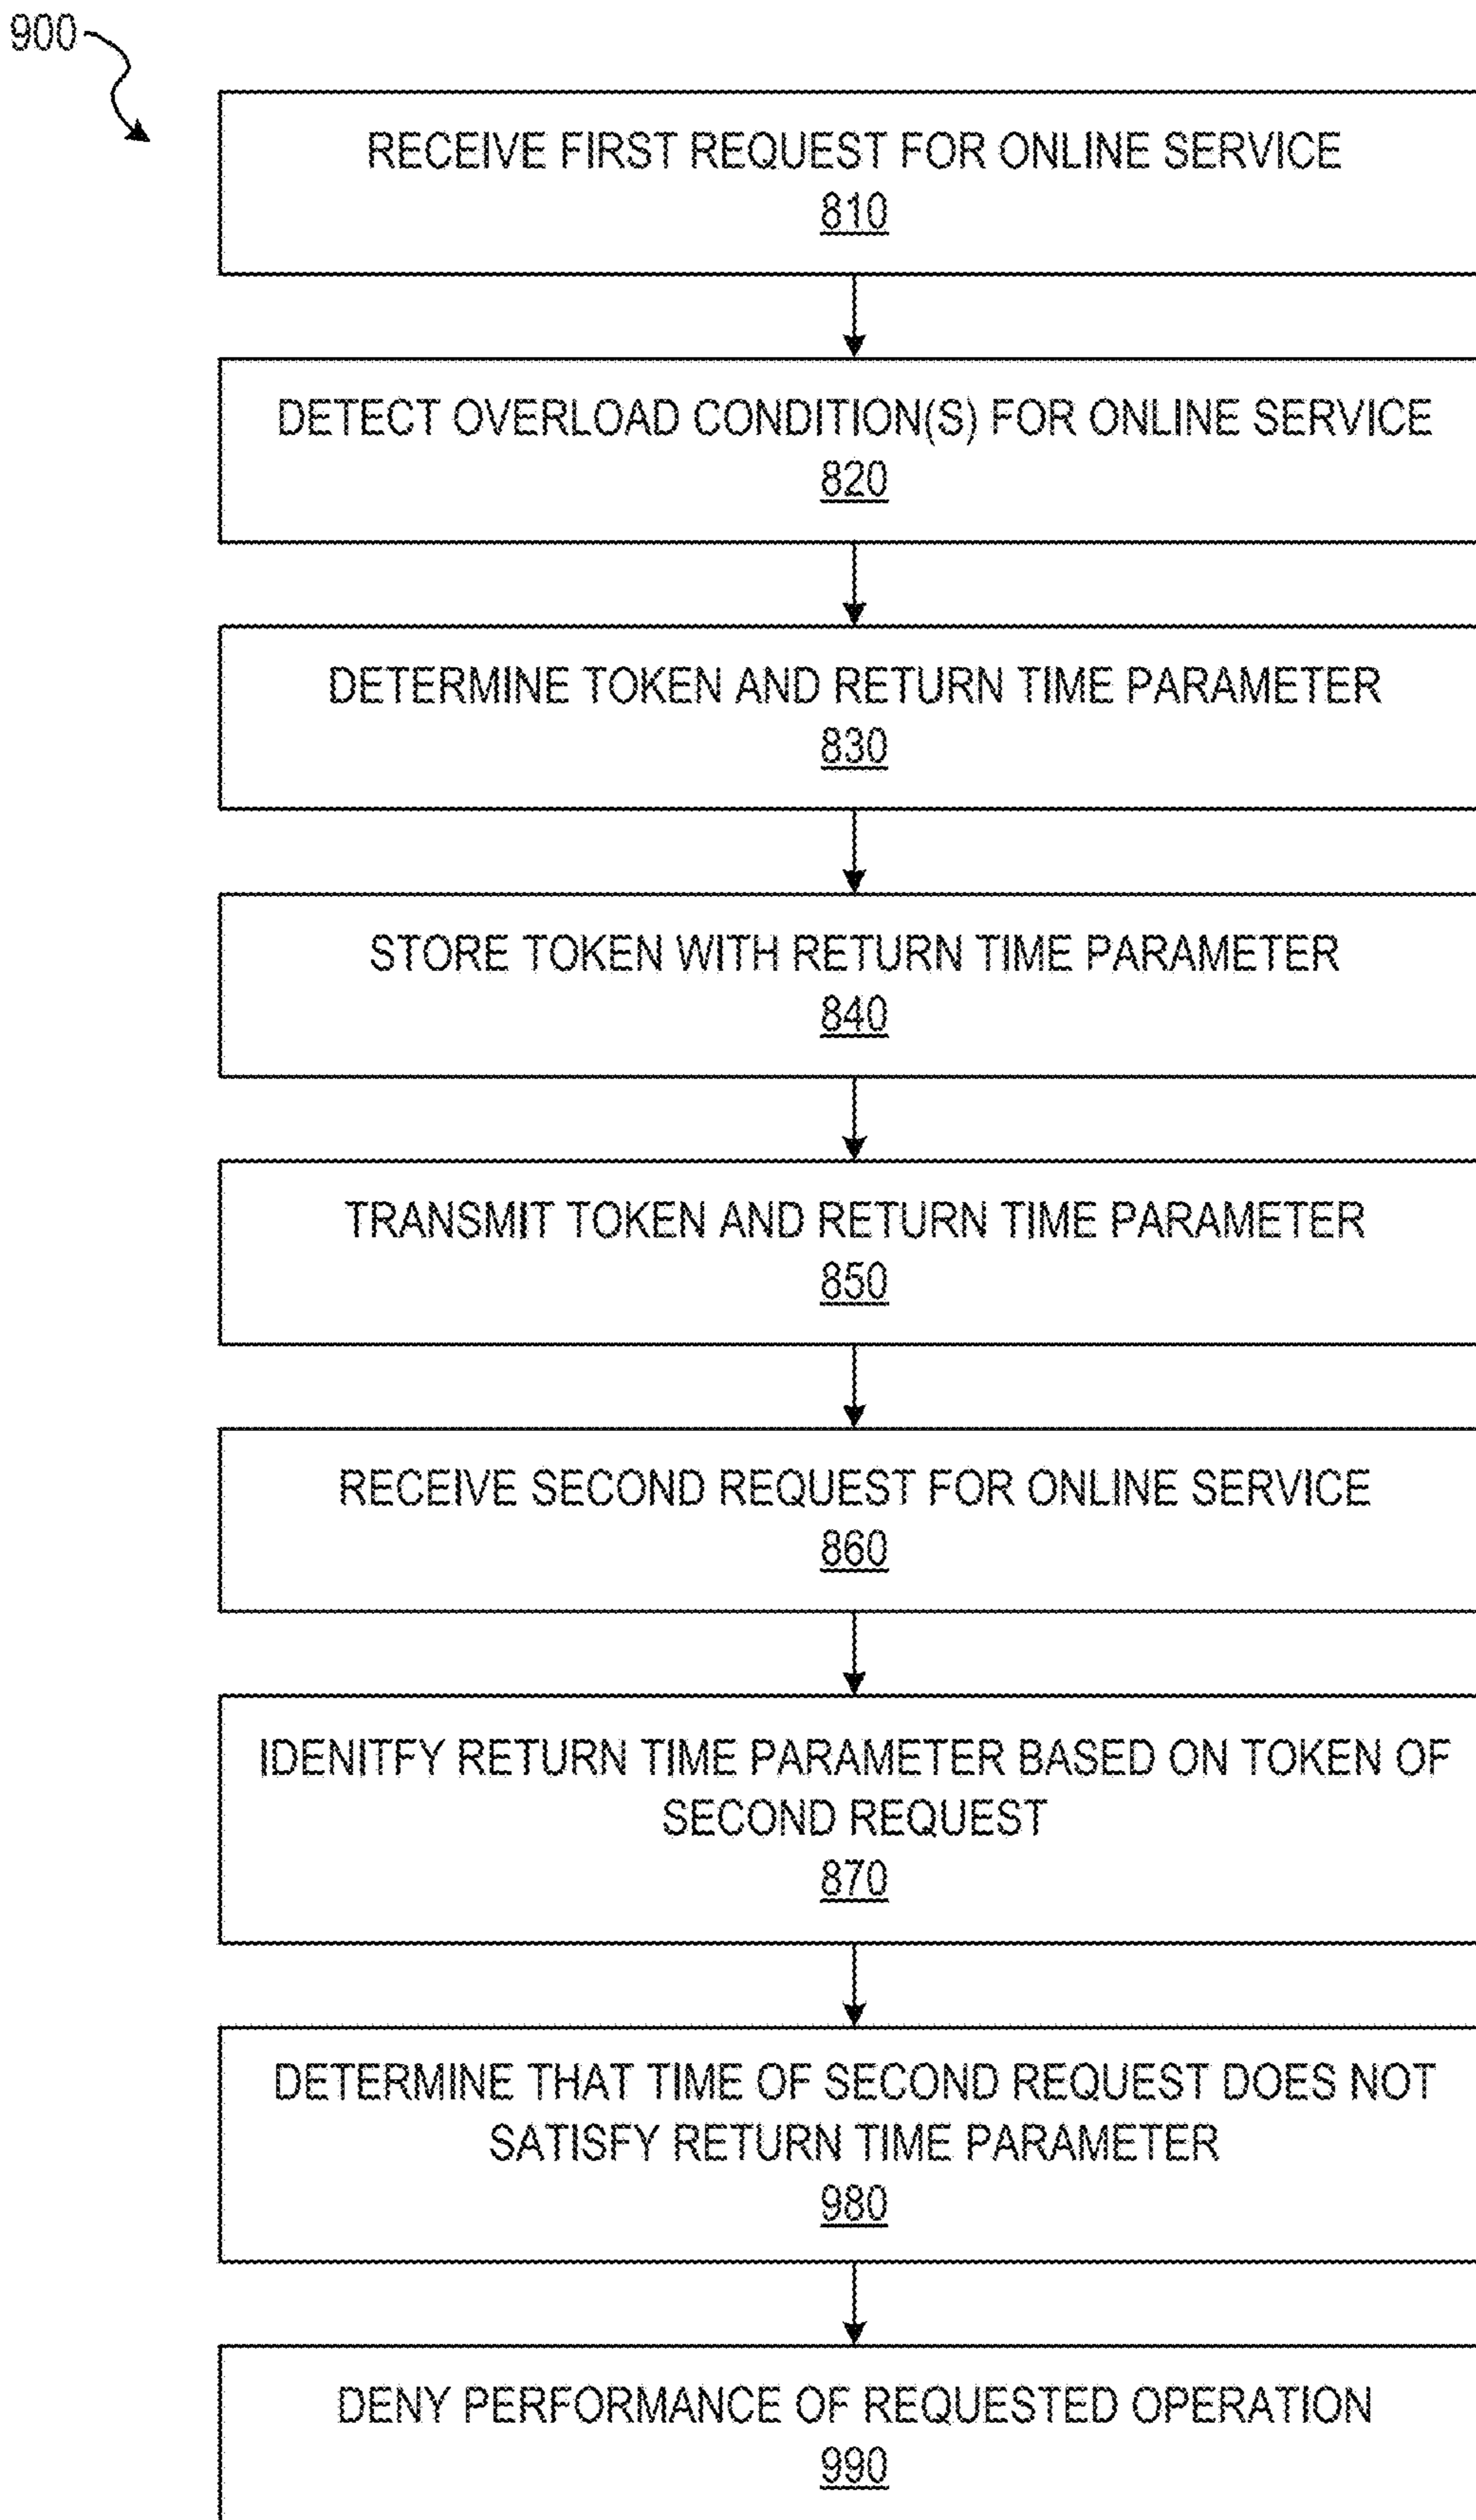 900
RECEIVE FIRST REQUEST FOR ONLINE SERVICE
810
DETECT OVERLOAD CONDITION(S) FOR ONLINE SERVICE
820
DETERMINE TOKEN AND RETURN TIME PARAMETER
830
STORE TOKEN WITH RETURN TIME PARAMETER
840
TRANSMIT TOKEN AND RETURN TIME PARAMETER
850
RECEIVE SECOND REQUEST FOR ONLINE SERVICE
860
IDENITFY RETURN TIME PARAMETER BASED ON TOKEN OF
SECOND REQUEST
870
DETERMINE THAT TIME OF SECOND REQUEST DOES NOT
SATISFY RETURN TIME PARAMETER
980
DENY PERFORMANCE OF REQUESTED OPERATION
990